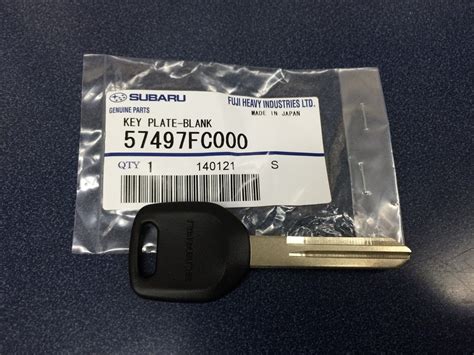 SUBARU
FUJI HEAVY INDUSTRIES LTD.
GENUINE PARTS
MADE IN JAPAN
KEY PLATE-BLANK
57497FC000
QTY 1 140121 S